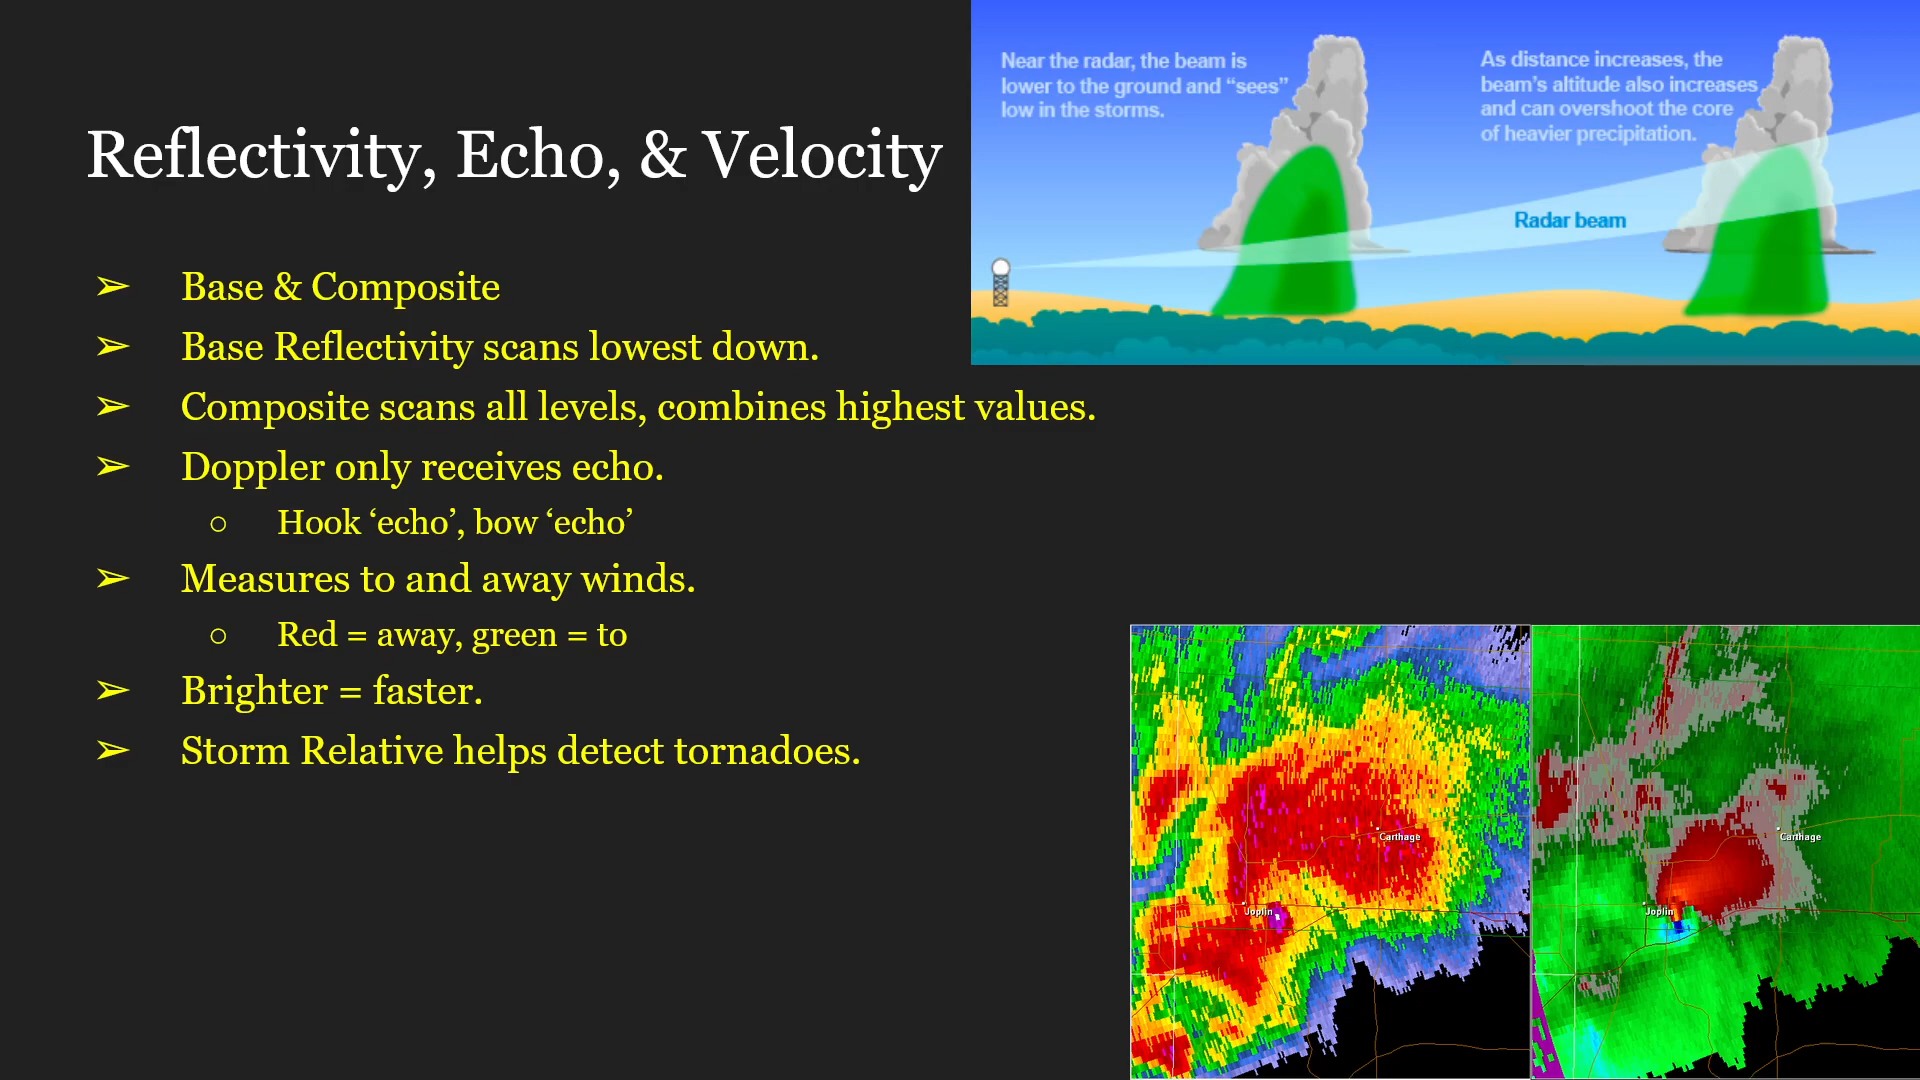 Reflectivity, Echo, & Velocity
➢ Base & Composite
➢ Base Reflectivity scans lowest down.
➢ Composite scans all levels, combines highest values.
➢ Doppler only receives echo.
○ Hook ‘echo’, bow ‘echo’
➢ Measures to and away winds.
○ Red = away, green = to
➢ Brighter = faster.
➢ Storm Relative helps detect tornadoes.
Near the radar, the beam is
lower to the ground and “sees”
low in the storms.
As distance increases, the
beam’s altitude also increases
and can overshoot the core
of heavier precipitation.
Radar beam
Carthage
Joplin
Carthage
Joplin